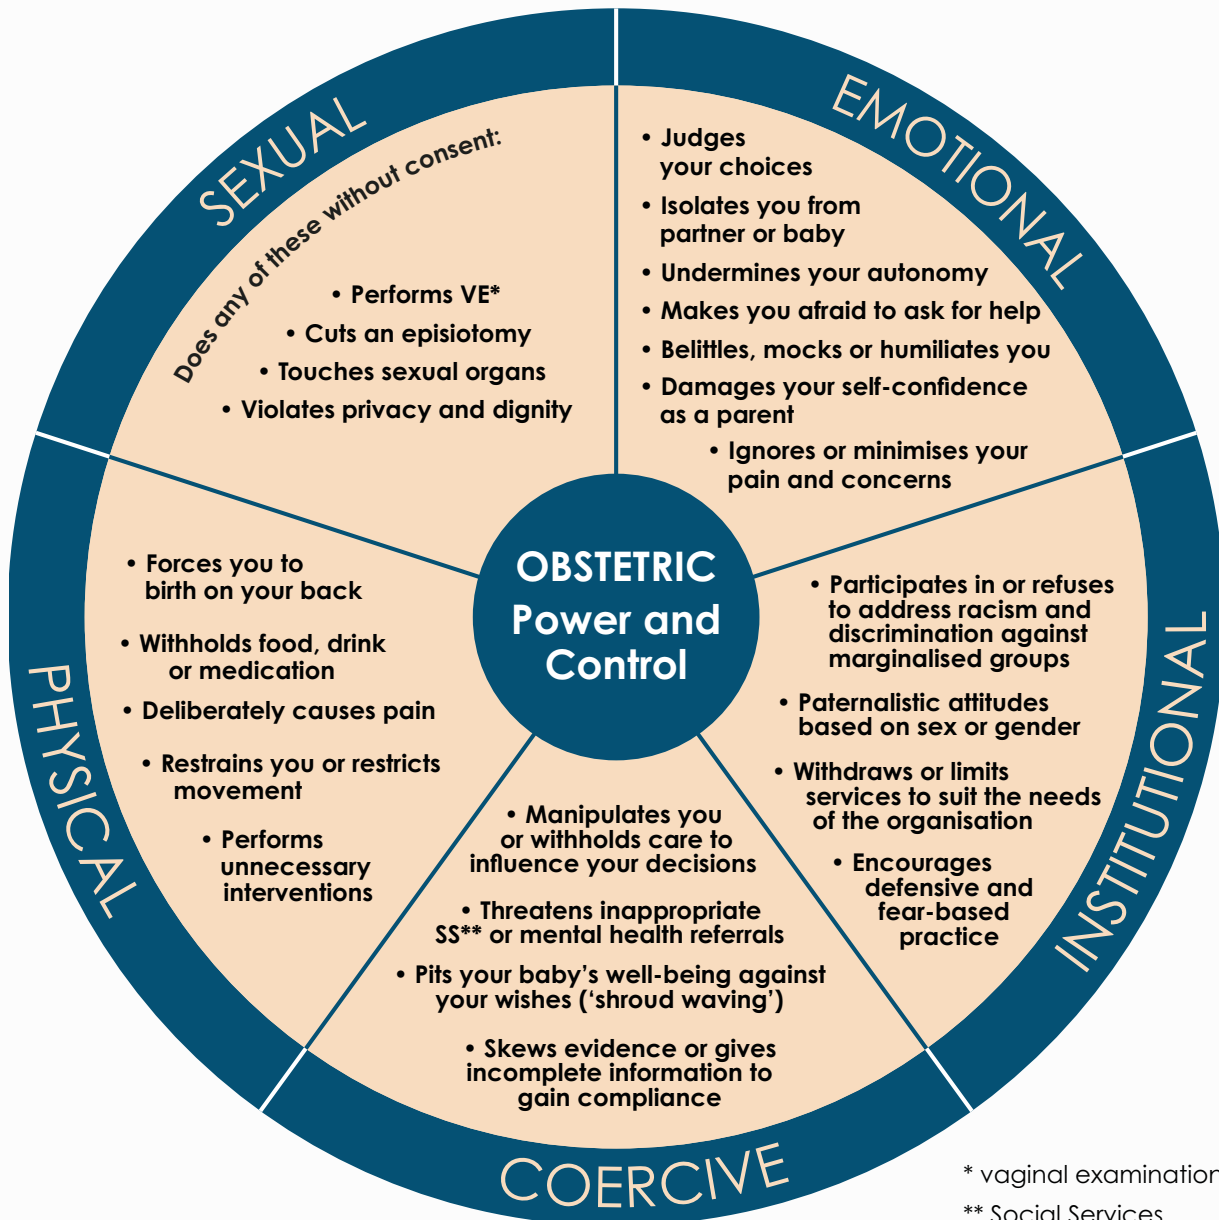 SEXUAL
Does any of these without consent:
• Performs VE*
• Cuts an episiotomy
• Touches sexual organs
• Violates privacy and dignity
EMOTIONAL
• Judges
your choices
• Isolates you from
partner or baby
• Undermines your autonomy
• Makes you afraid to ask for help
• Belittles, mocks or humiliates you
• Damages your self-confidence
as a parent
• Ignores or minimises your
pain and concerns
OBSTETRIC
Power and
Control
PHYSICAL
• Forces you to
birth on your back
• Withholds food, drink
or medication
• Deliberately causes pain
• Restrains you or restricts
movement
• Performs
unnecessary
interventions
INSTITUTIONAL
• Participates in or refuses
to address racism and
discrimination against
marginalised groups
• Paternalistic attitudes
based on sex or gender
• Withdraws or limits
services to suit the needs
of the organisation
• Encourages
defensive and
fear-based
practice
• Manipulates you
or withholds care to
influence your decisions
• Threatens inappropriate
SS** or mental health referrals
• Pits your baby’s well-being against
your wishes (‘shroud waving’)
• Skews evidence or gives
incomplete information to
gain compliance
COERCIVE
* vaginal examination
** Social Services